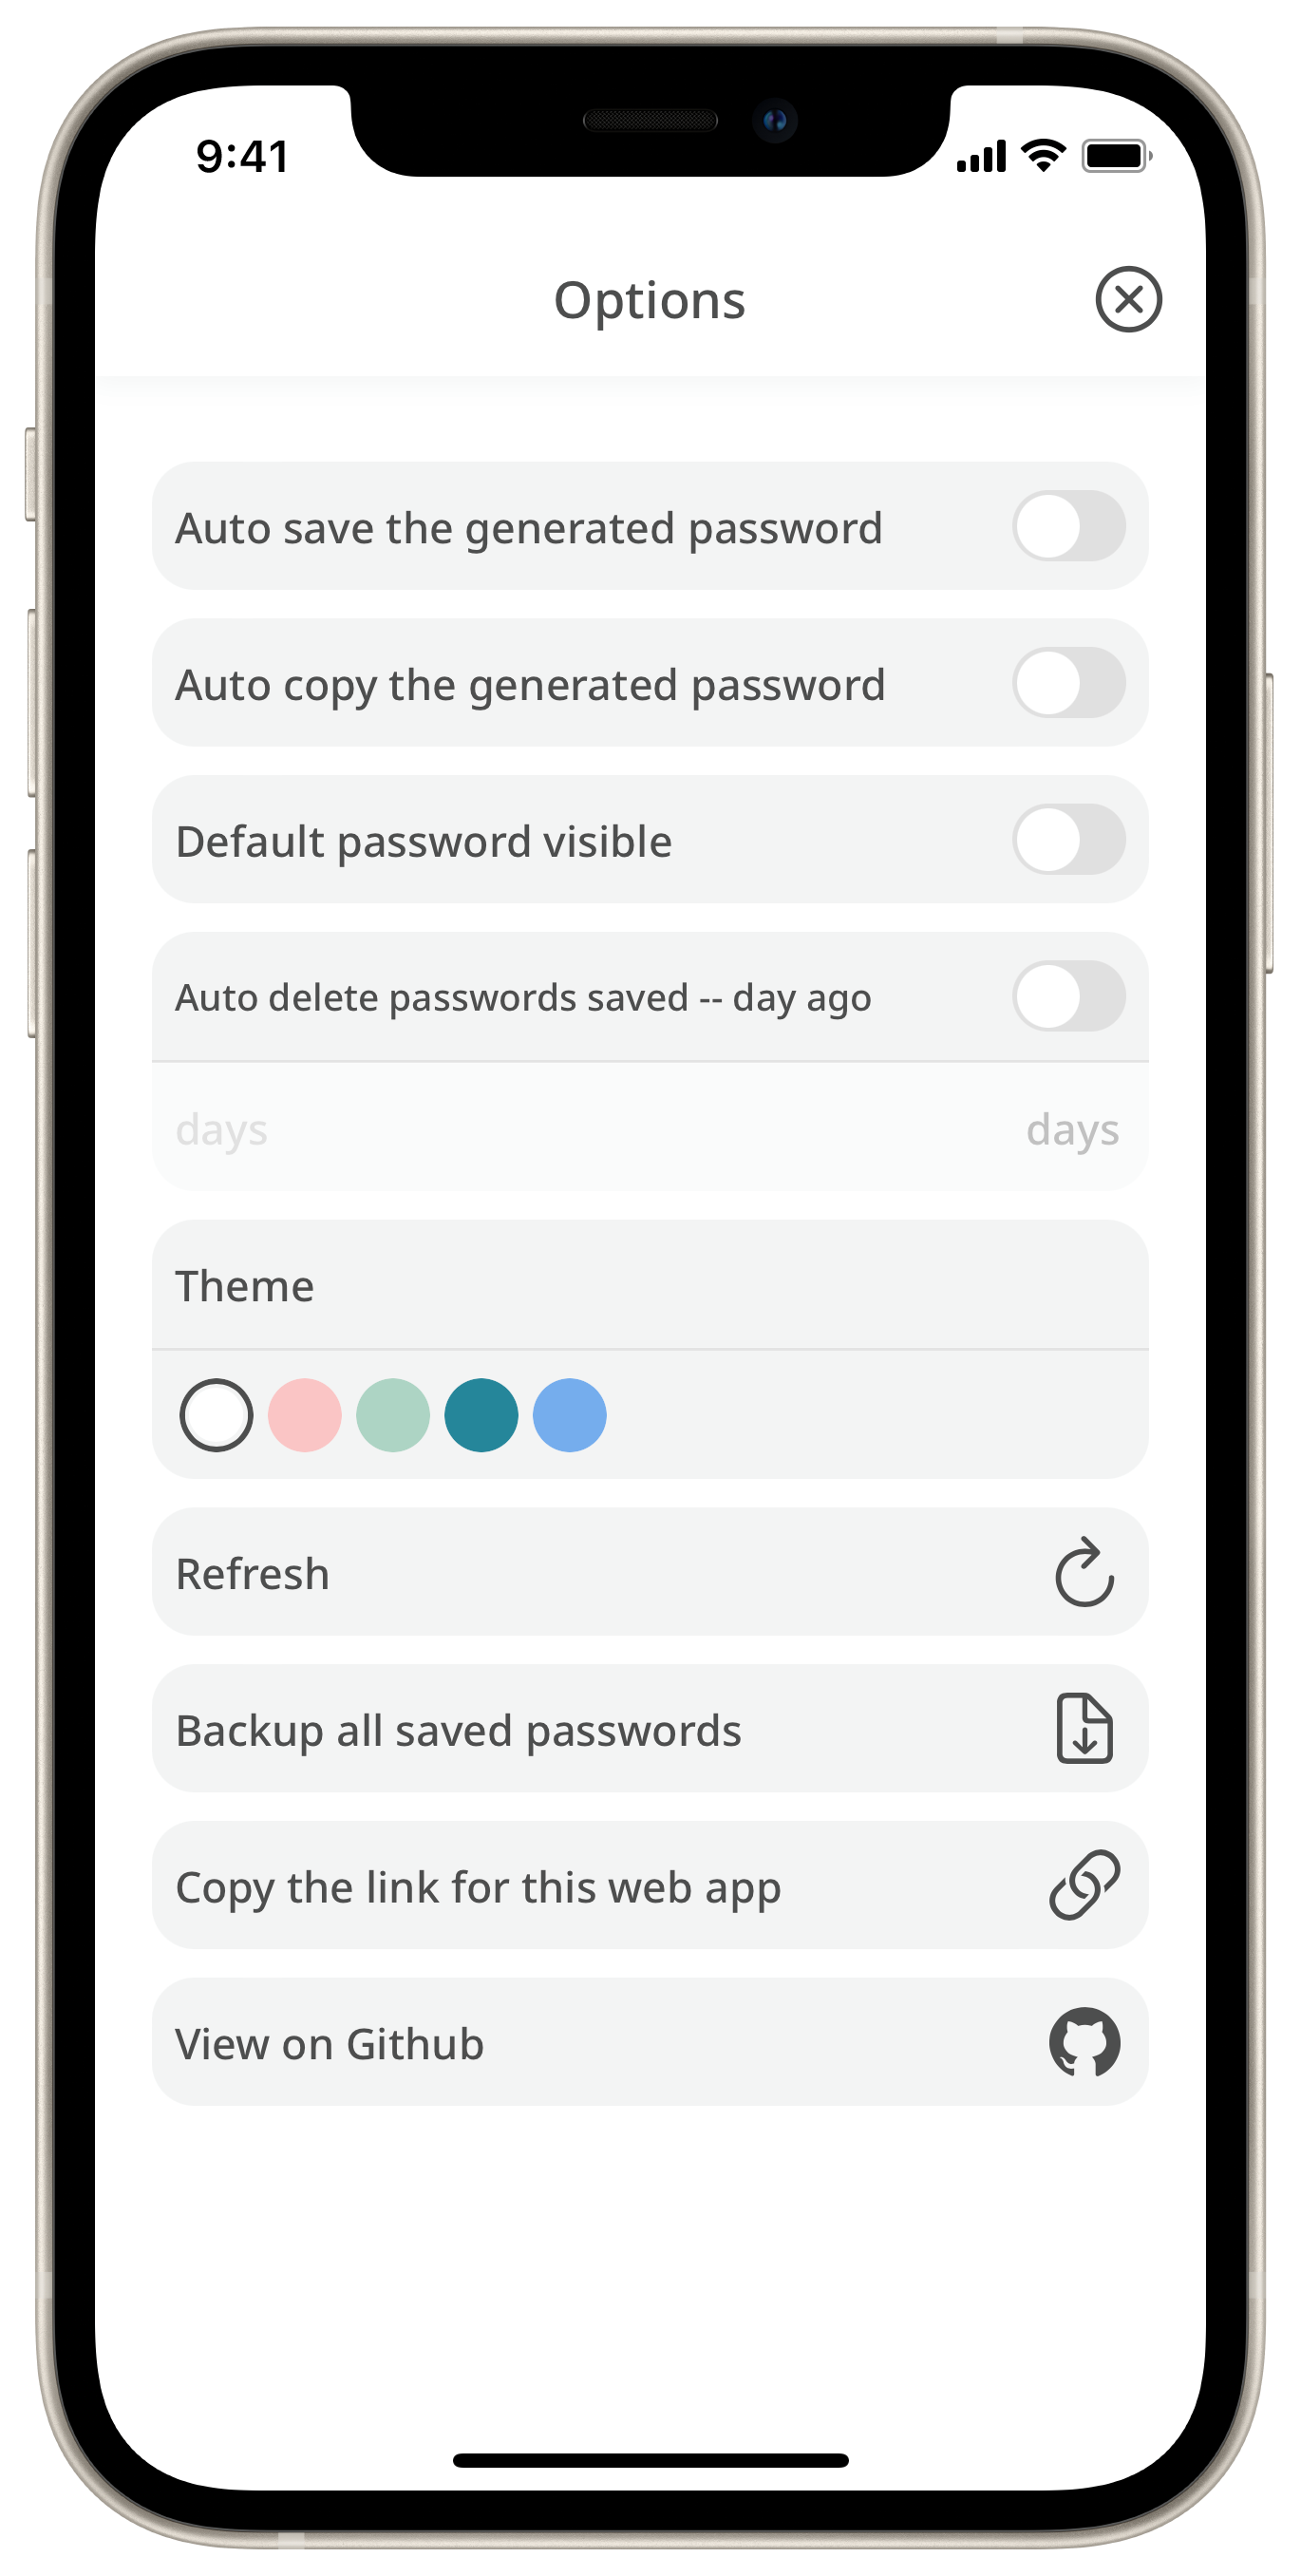 9:41
Options
Auto save the generated password
Auto copy the generated password
Default password visible
Auto delete passwords saved -- day ago
days days
Theme
Refresh
Backup all saved passwords
Copy the link for this web app
View on Github